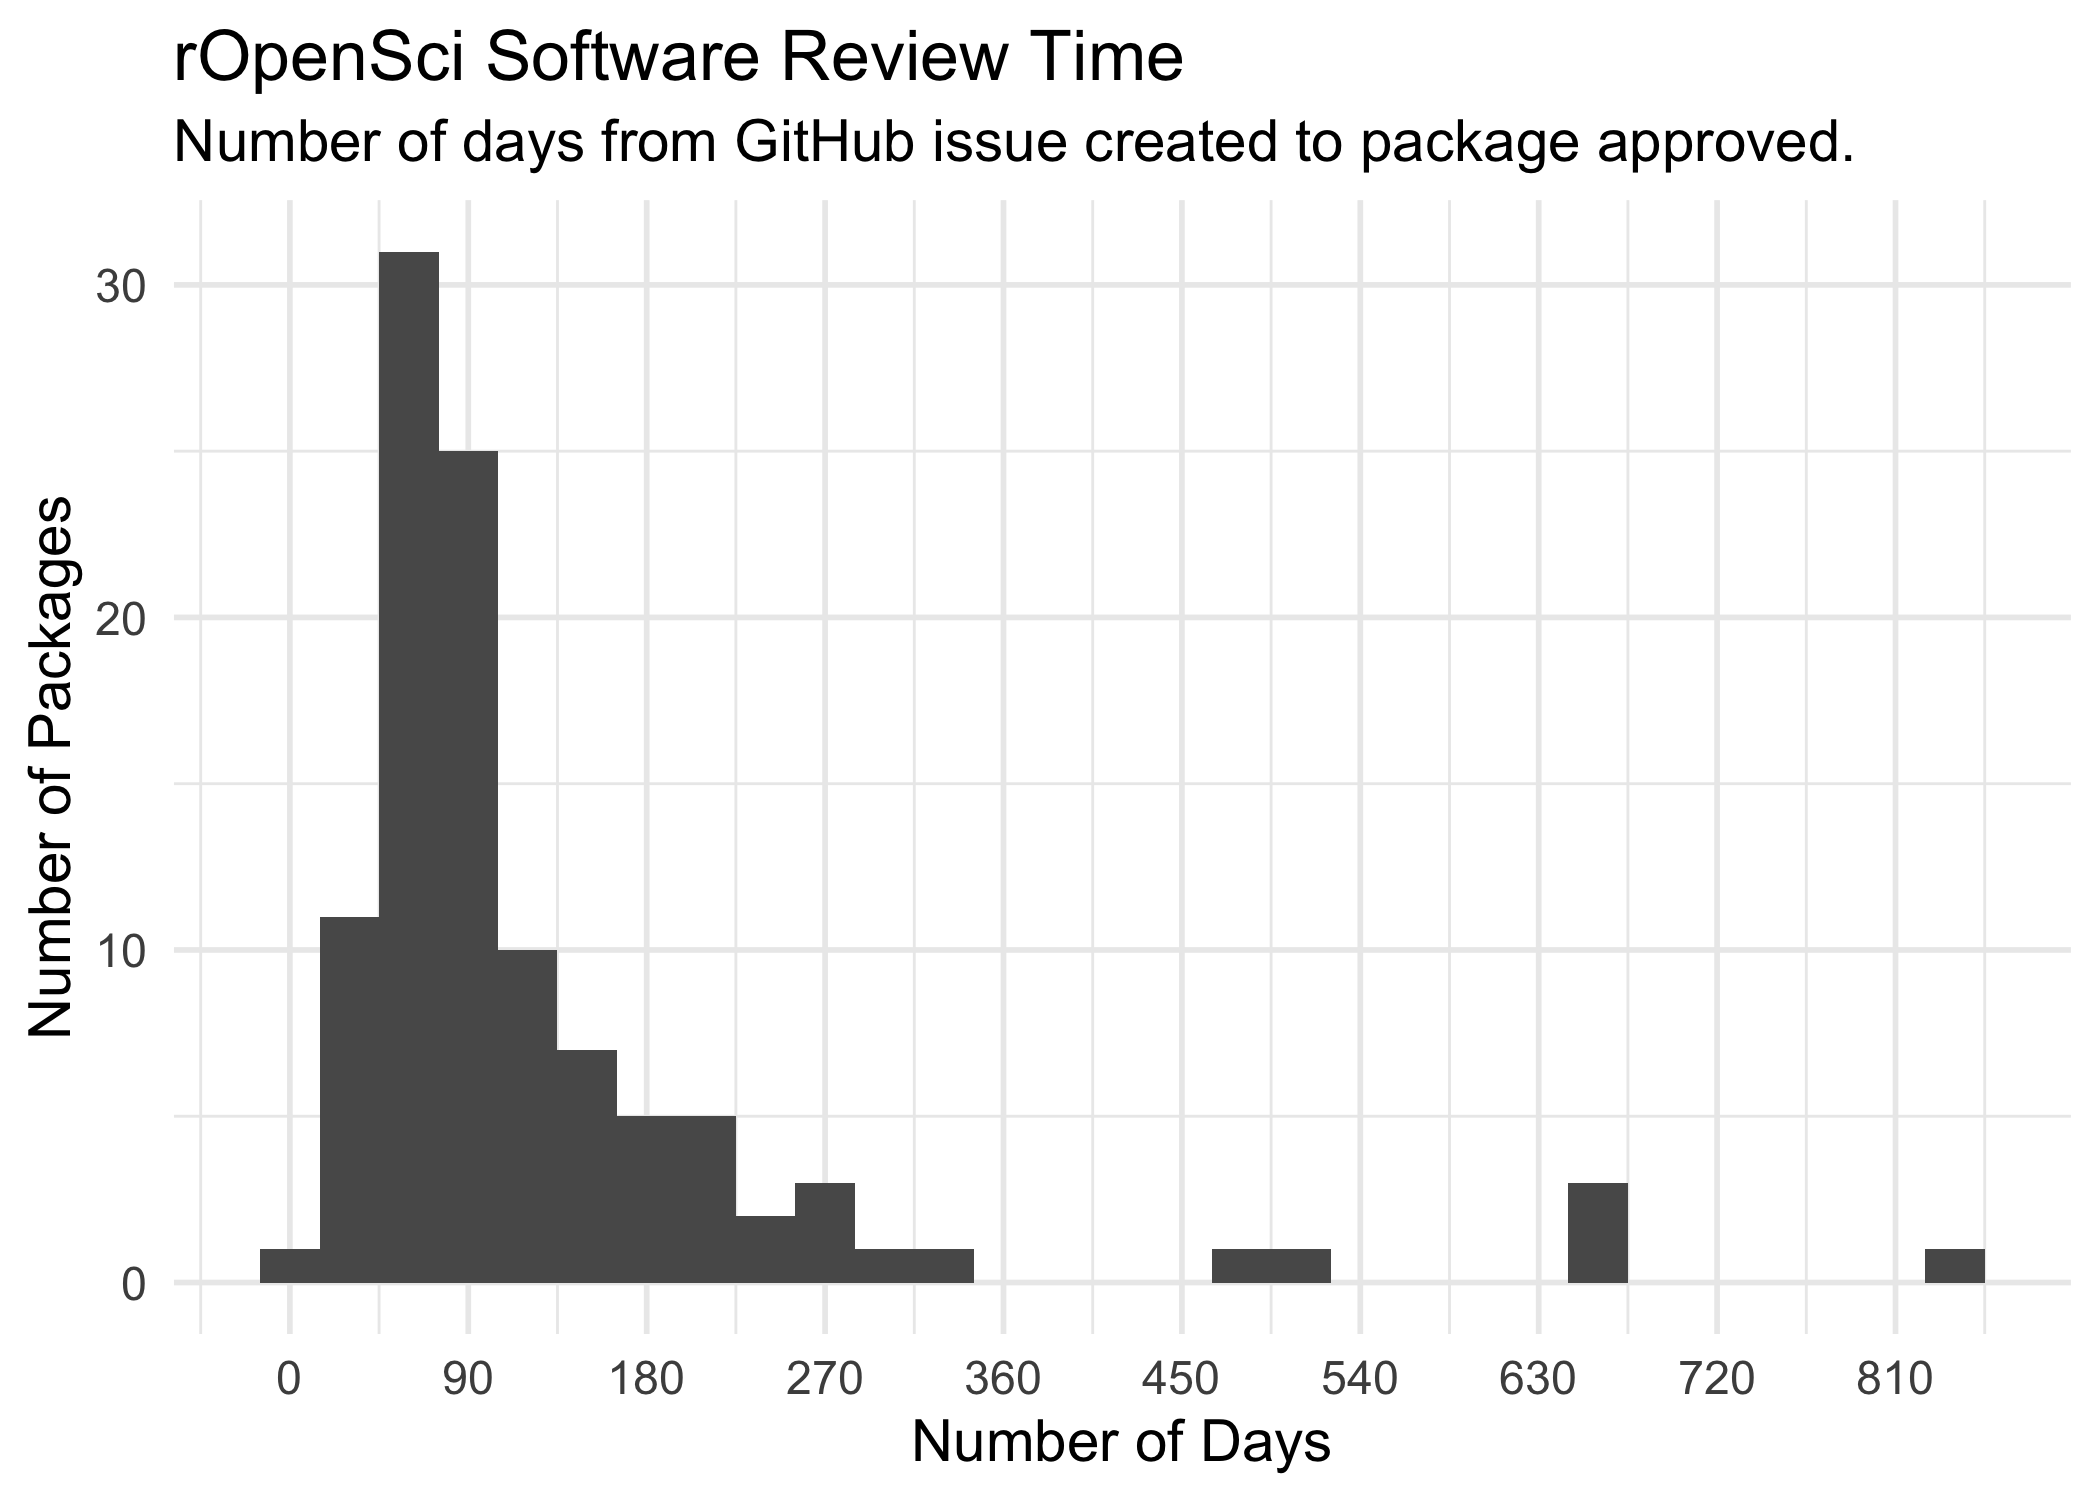 rOpenSci Software Review Time
Number of days from GitHub issue created to package approved.
Number of Packages
30
20
10
0
0 90 180 270 360 450 540 630 720 810
Number of Days